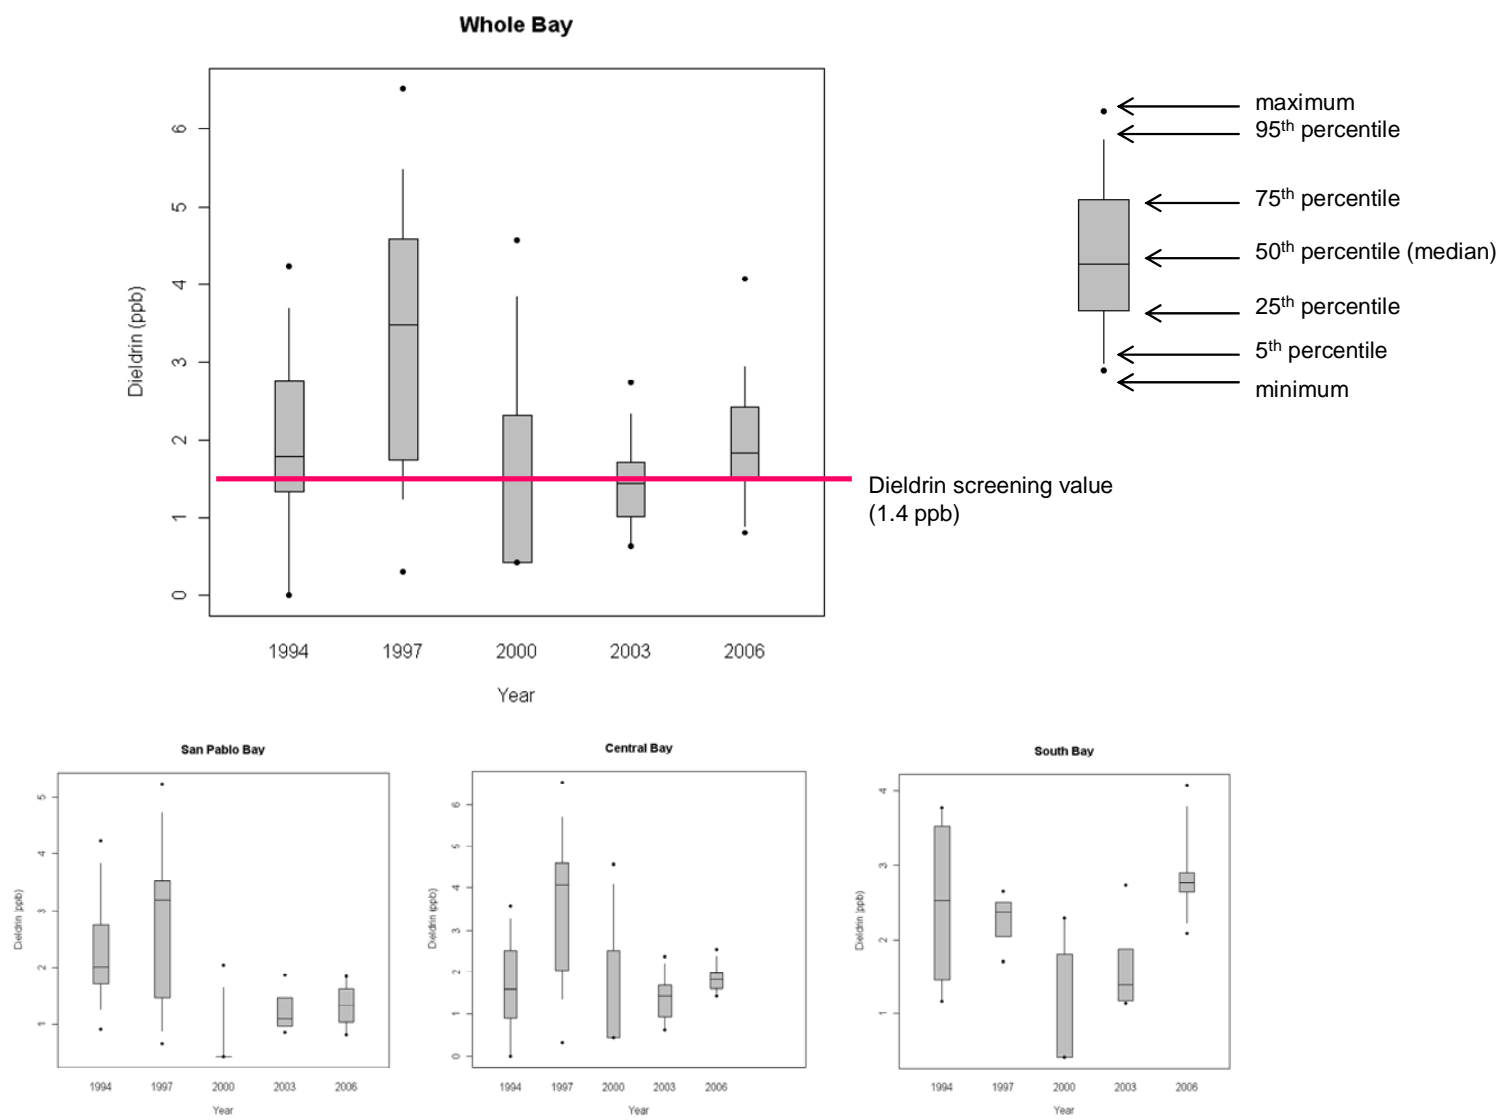 Whole Bay
6
5
4
3
2
1
0
Dieldrin (ppb)
1994 1997 2000 2003 2006
Year
maximum
95th percentile
75th percentile
50th percentile (median)
25th percentile
5th percentile
minimum
Dieldrin screening value
(1.4 ppb)
San Pablo Bay
5
4
3
2
1
Dieldrin (ppb)
1994 1997 2000 2003 2006
Year
Central Bay
6
5
4
3
2
1
0
Dieldrin (ppb)
1994 1997 2000 2003 2006
Year
South Bay
4
3
2
1
Dieldrin (ppb)
1994 1997 2000 2003 2006
Year